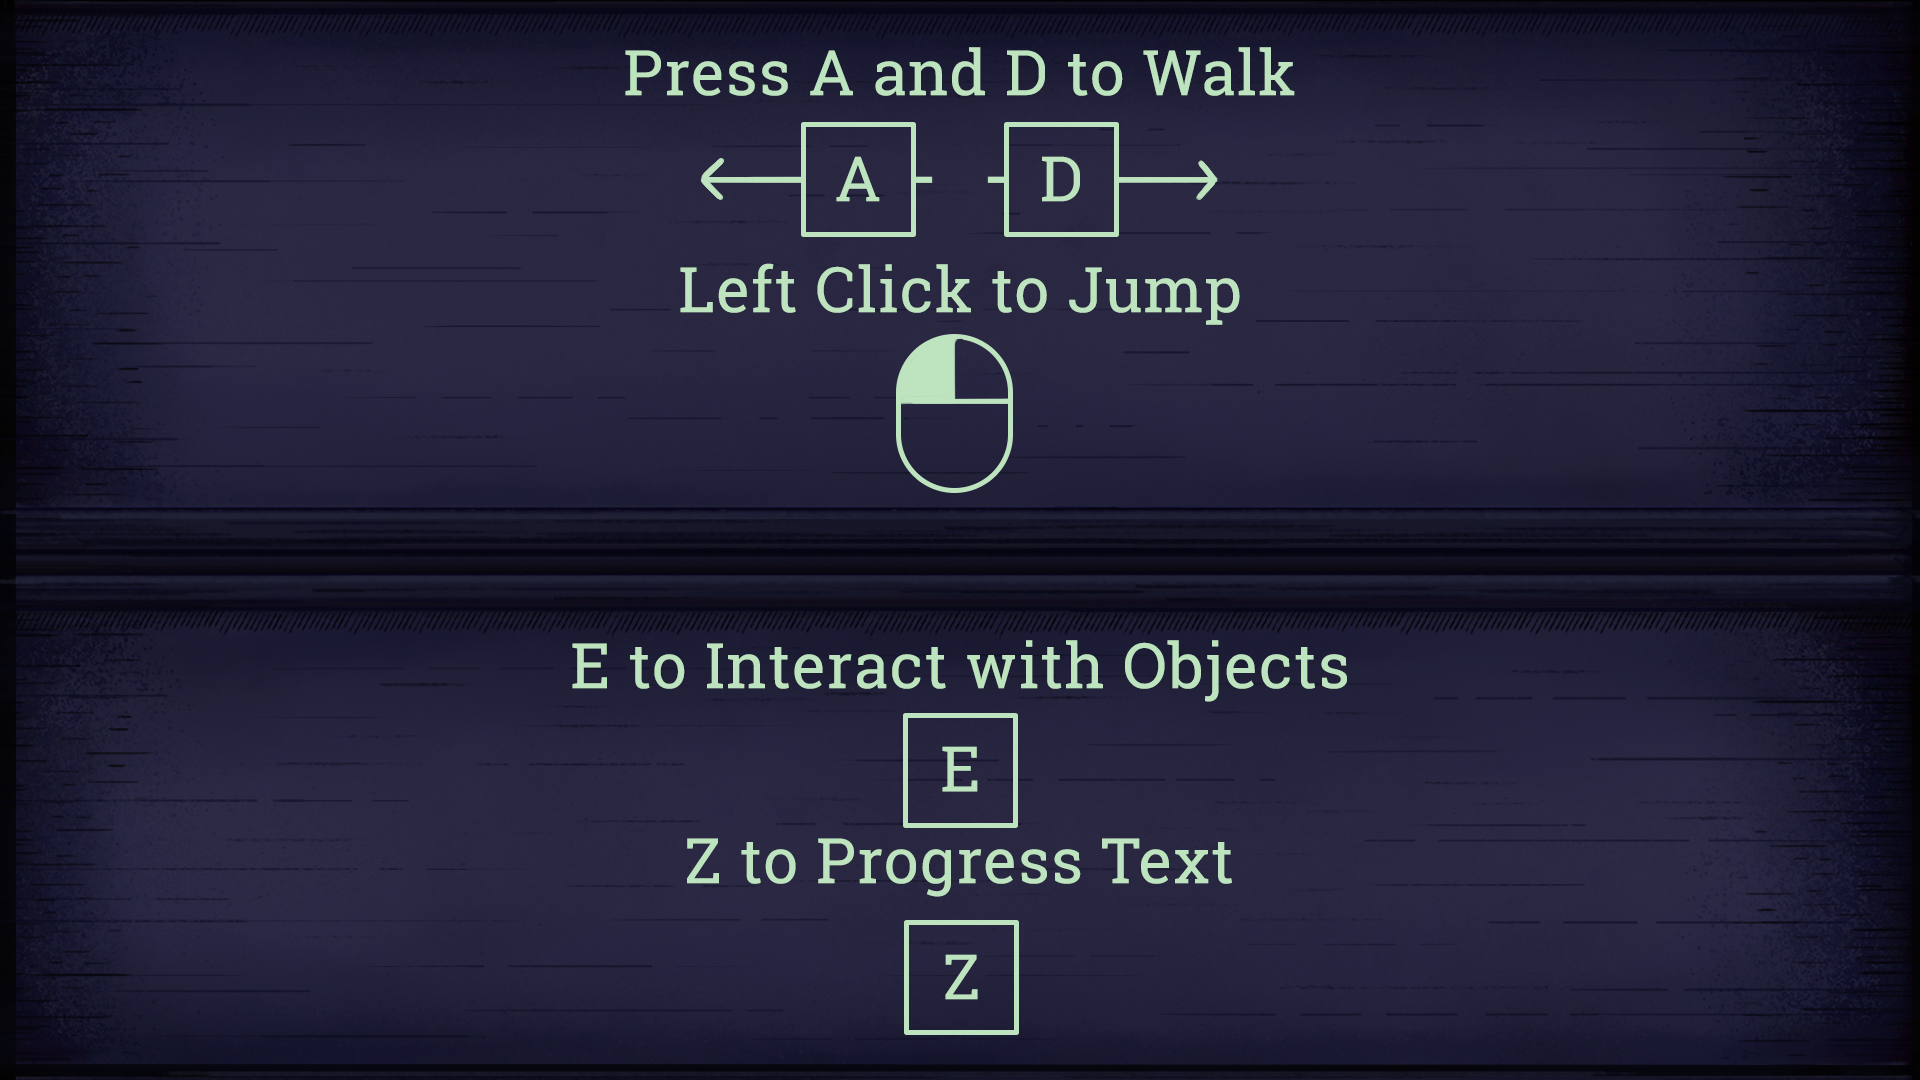 Press A and D to Walk
A D
Left Click to Jump
E to Interact with Objects
E
Z to Progress Text
Z